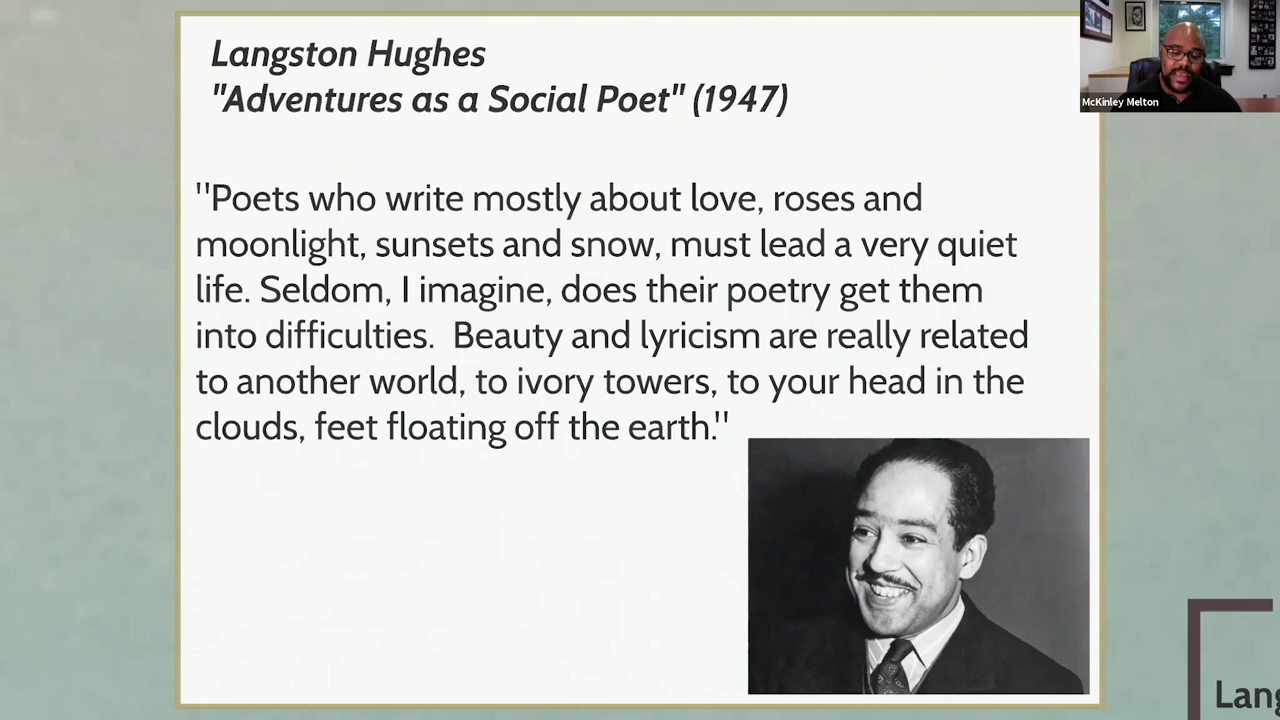 Langston Hughes
"Adventures as a Social Poet" (1947)
McKinley Melton
"Poets who write mostly about love, roses and
moonlight, sunsets and snow, must lead a very quiet
life. Seldom, I imagine, does their poetry get them
into difficulties.  Beauty and lyricism are really related
to another world, to ivory towers, to your head in the
clouds, feet floating off the earth."
Lang